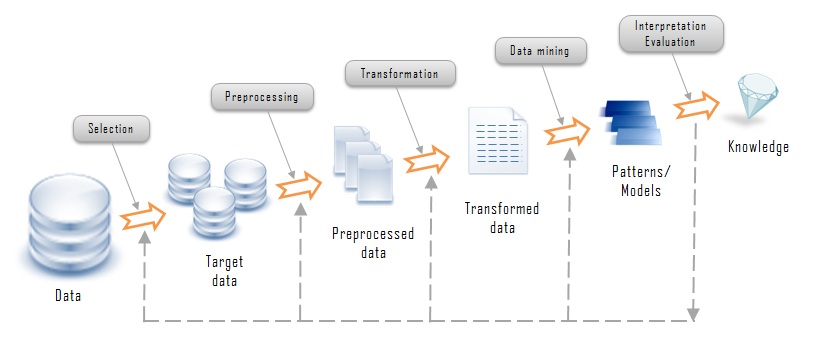 Interpretation
Evaluation
Data mining
Transformation
Preprocessing
Selection
Knowledge
Patterns/
Models
Transformed
data
Preprocessed
data
Target
data
Data